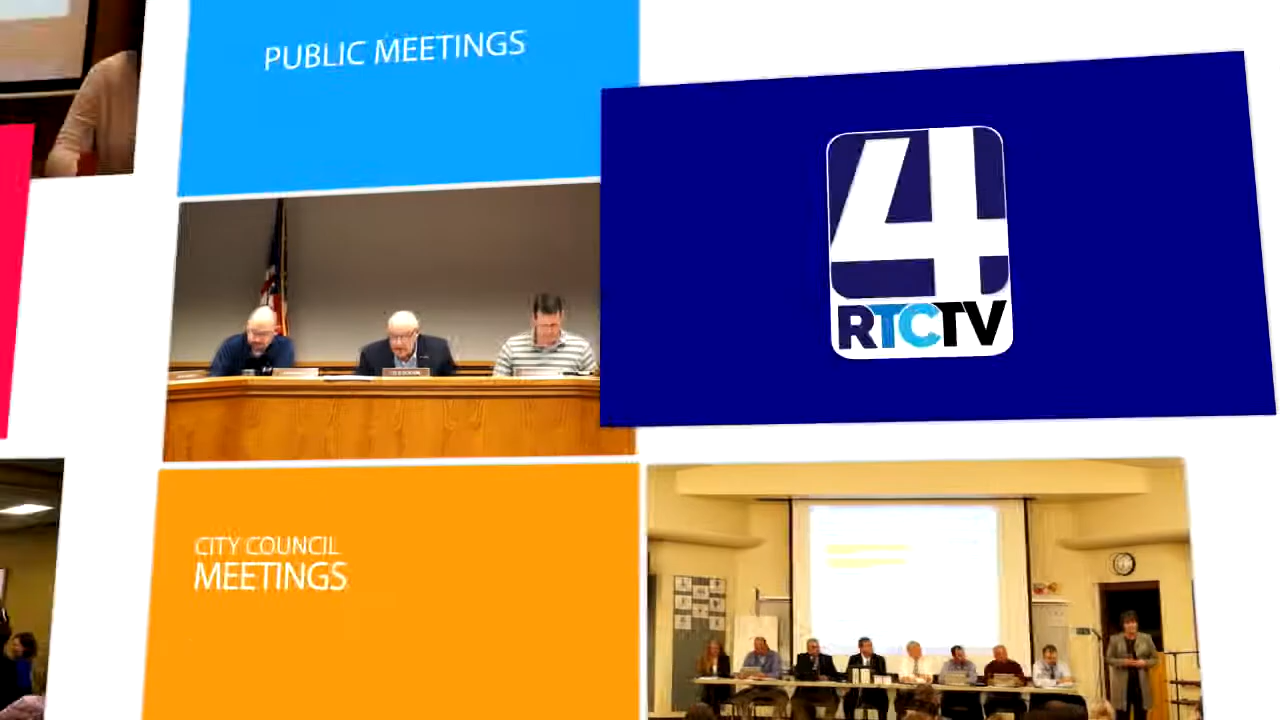 PUBLIC MEETINGS
4
RTCTV
CITY COUNCIL
MEETINGS